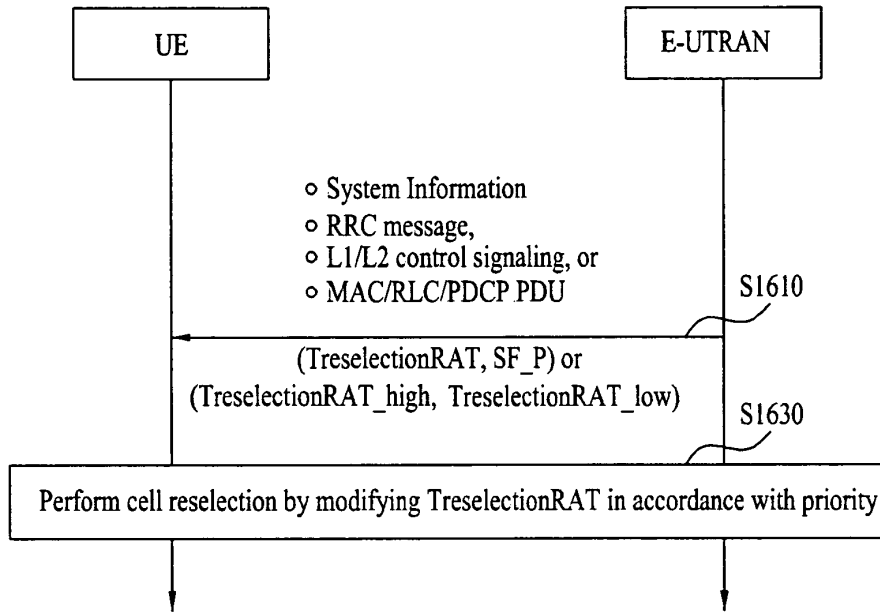 UE
E-UTRAN
○ System Information
○ RRC message,
○ L1/L2 control signaling, or
○ MAC/RLC/PDCP PDU
S1610
(TreselectionRAT, SF_P) or
(TreselectionRAT_high, TreselectionRAT_low)
S1630
Perform cell reselection by modifying TreselectionRAT in accordance with priority